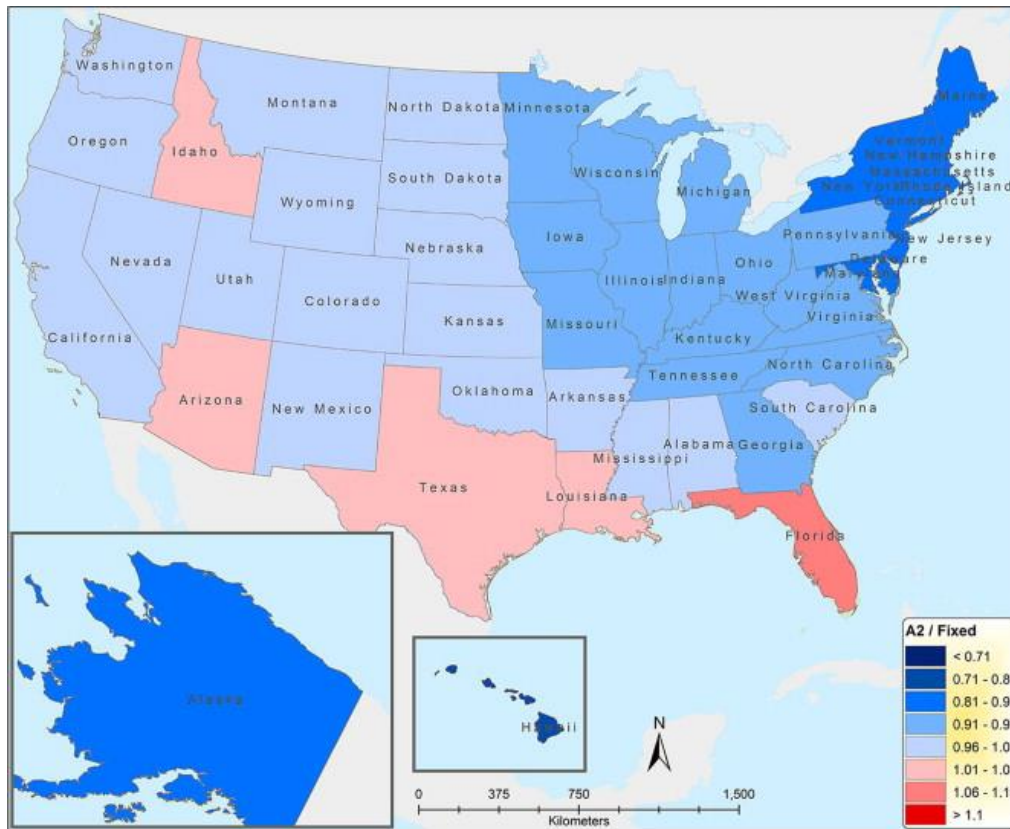 Washington
Montana
North Dakota
Minnesota
Maine
Oregon
Idaho
Vermont
New Hampshire
South Dakota
Wisconsin
Massachusetts
Michigan
New York
Rhode Island
Wyoming
Connecticut
Iowa
Pennsylvania
New Jersey
Nebraska
Nevada
Utah
Illinois
Indiana
Ohio
Delaware
Maryland
Colorado
West Virginia
California
Kansas
Missouri
Virginia
Kentucky
North Carolina
Tennessee
Arizona
New Mexico
Oklahoma
Arkansas
South Carolina
Mississippi
Alabama
Georgia
Texas
Louisiana
Florida
Alaska
Hawaii
N
0 375 750 1,500
Kilometers
A2 / Fixed
< 0.71
0.71 - 0.8
0.81 - 0.9
0.91 - 0.9
0.96 - 1.0
1.01 - 1.0
1.06 - 1.1
> 1.1